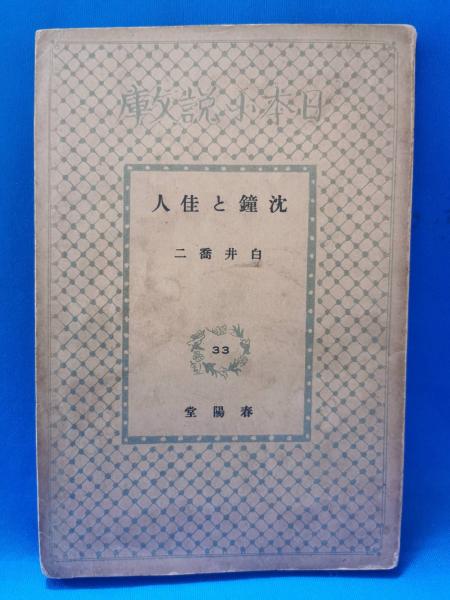 日本小説文庫
沈鐘と佳人
白井喬二
33
春陽堂